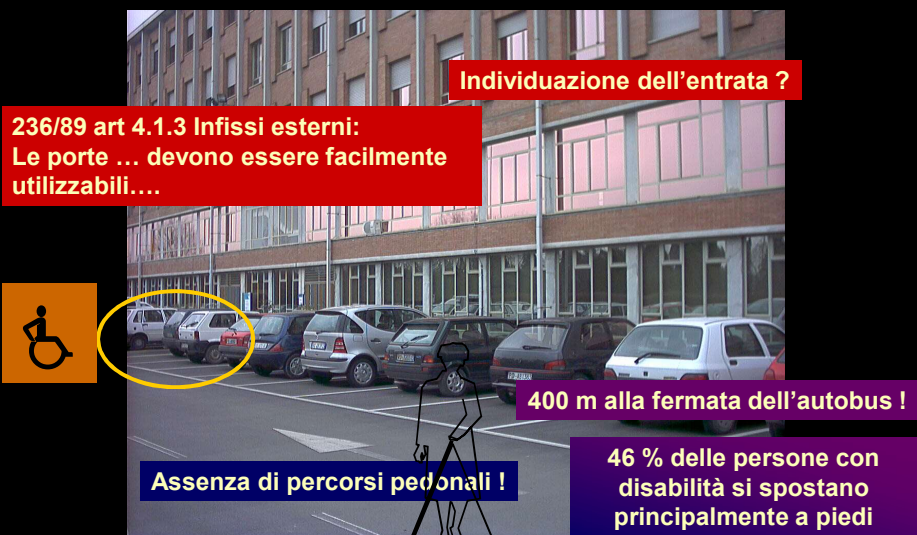 Individuazione dell'entrata ?
236/89 art 4.1.3 Infissi esterni:
Le porte … devono essere facilmente
utilizzabili….
400 m alla fermata dell'autobus !
Assenza di percorsi pedonali !
46 % delle persone con
disabilità si spostano
principalmente a piedi